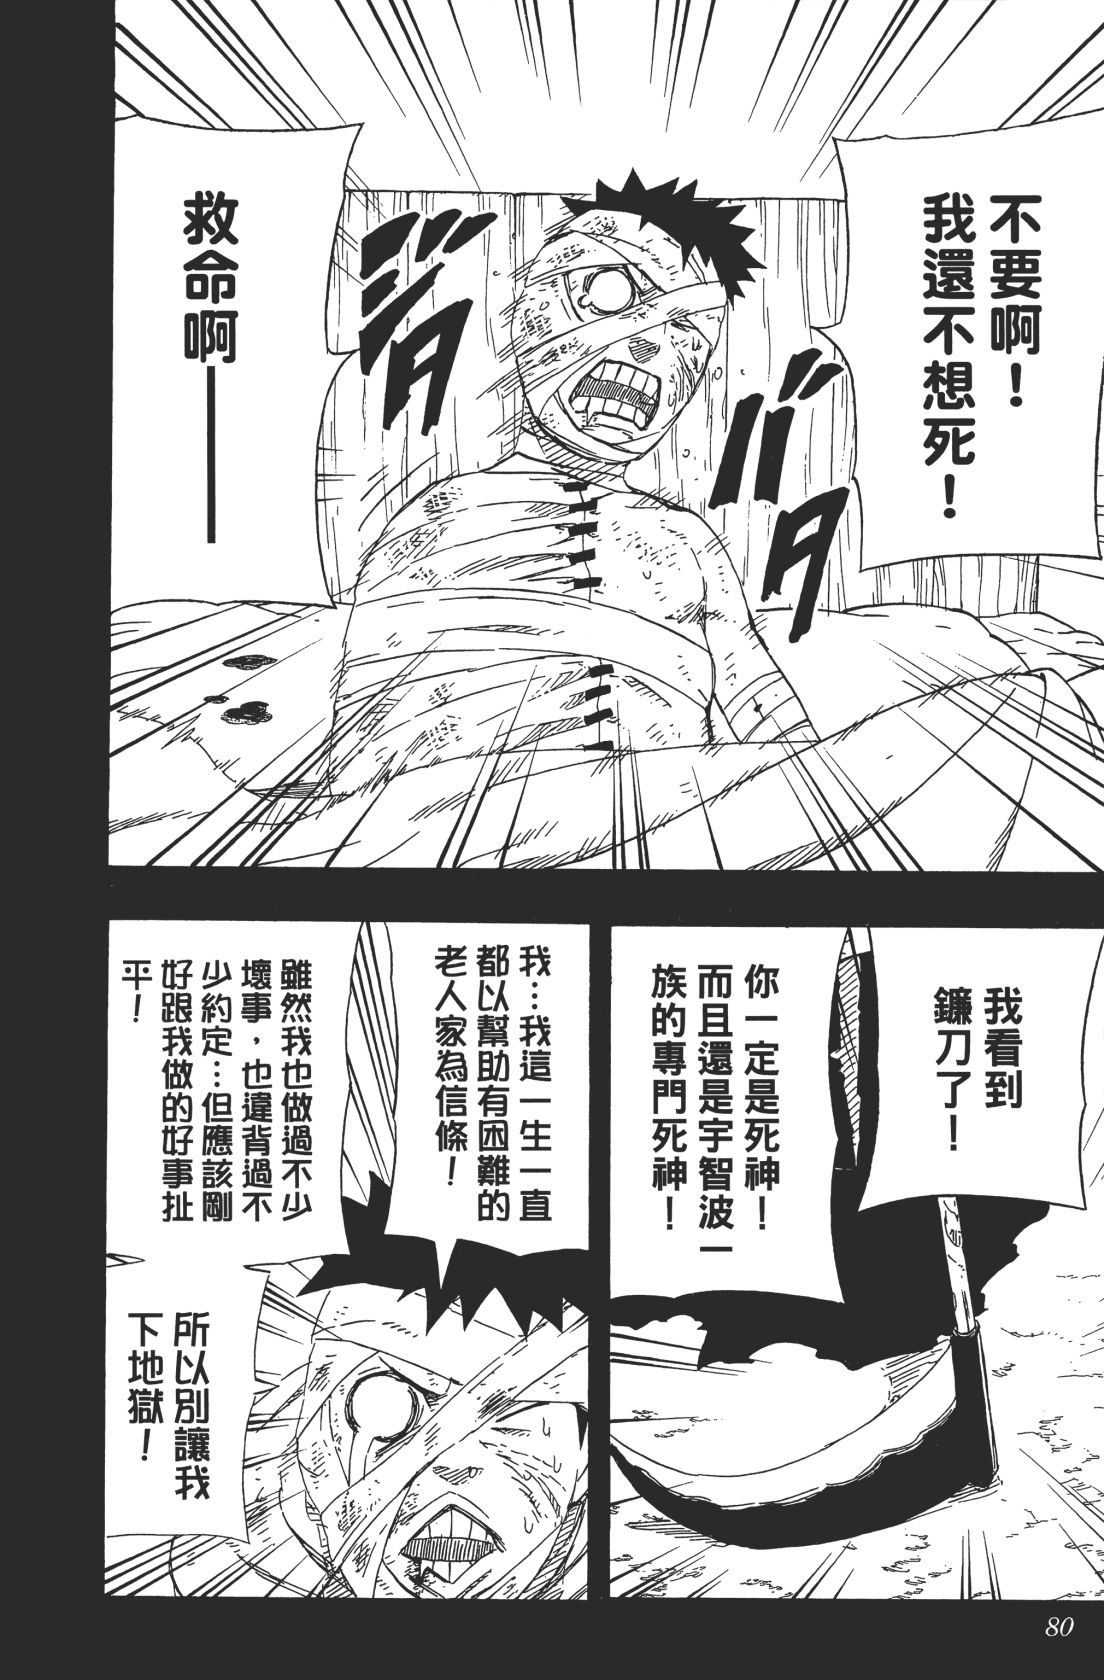 不要啊！
我還不想死！
救命啊——
ジタ
バタ
我看到
鐮刀了！
你一定是死神！
而且還是宇智波一
族的專門死神！
我…我這一生一直
都以幫助有困難的
老人家為信條！
雖然我也做過不少
壞事，也違背過不
少約定…但應該剛
好跟我做的好事扯
平！
所以別讓我
下地獄！
80